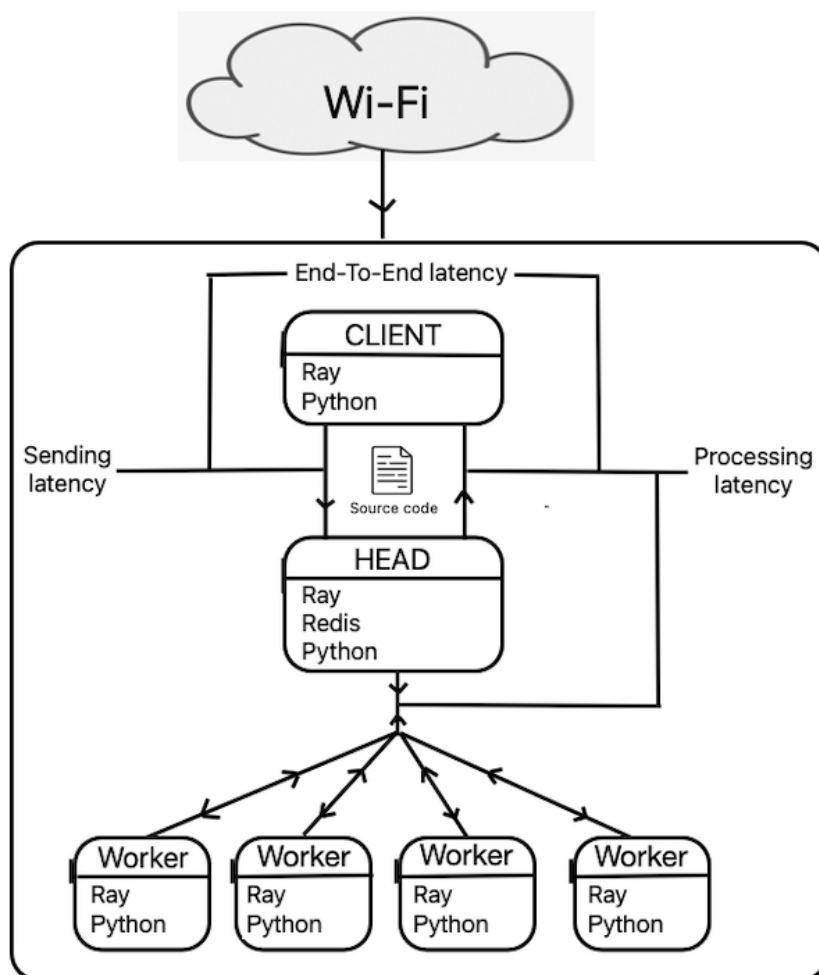 Wi-Fi
End-To-End latency
CLIENT
Ray
Python
Sending
latency
Source code
Processing
latency
HEAD
Ray
Redis
Python
Worker
Ray
Python
Worker
Ray
Python
Worker
Ray
Python
Worker
Ray
Python